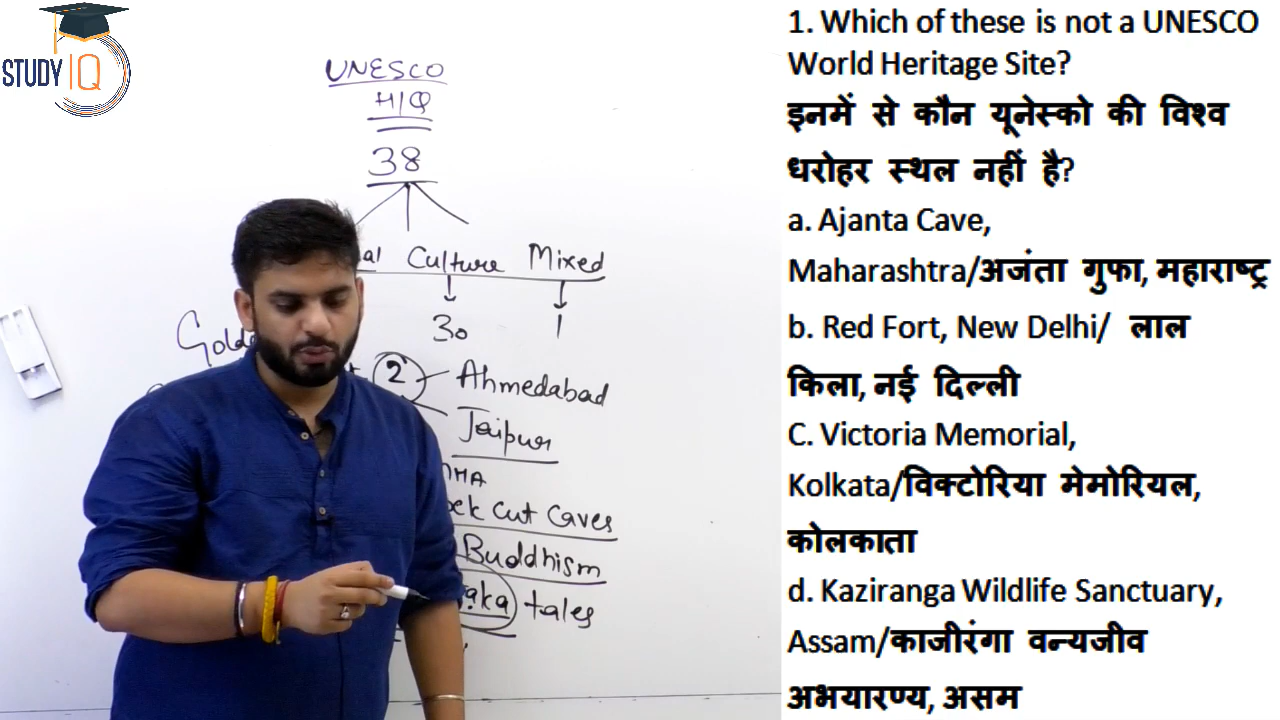 STUDY IQ
UNESCO
H/Q
38
Culture Mixed
30 1
2 Ahmedabad
Jaipur
Cut Caves
Buddhism
tales
1. Which of these is not a UNESCO
World Heritage Site?
इनमें से कौन यूनेस्को की विश्व
धरोहर स्थल नहीं है?
a. Ajanta Cave,
Maharashtra/अजंता गुफा, महाराष्ट्र
b. Red Fort, New Delhi/ लाल
किला, नई दिल्ली
C. Victoria Memorial,
Kolkata/विक्टोरिया मेमोरियल,
कोलकाता
d. Kaziranga Wildlife Sanctuary,
Assam/काजीरंगा वन्यजीव
अभयारण्य, असम